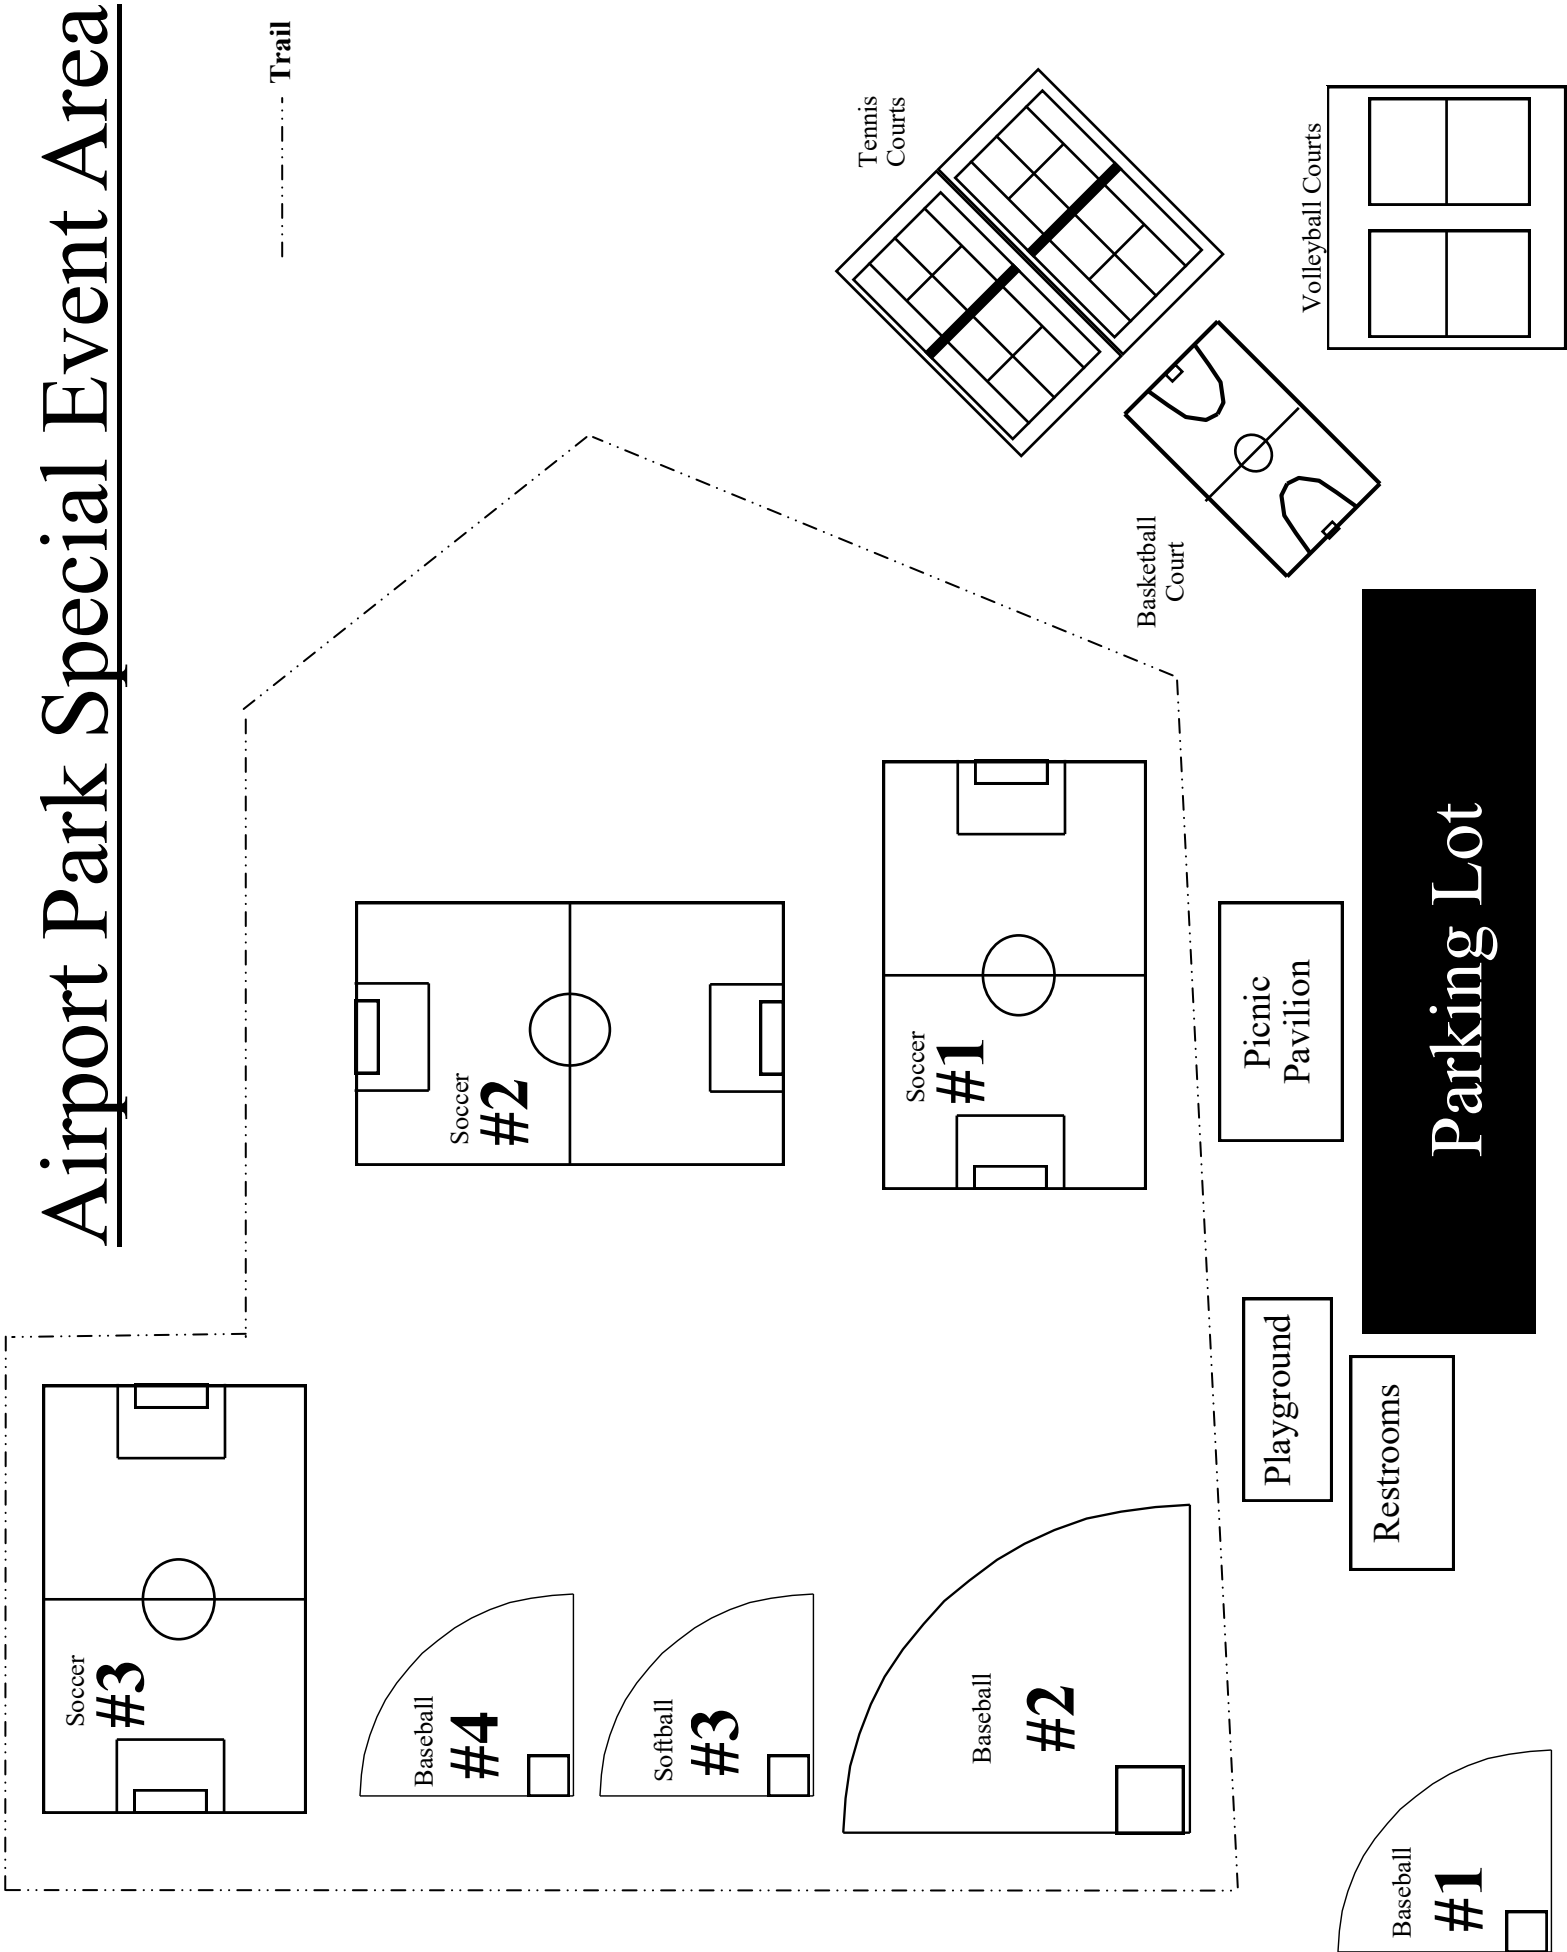 Airport Park Special Event Area
Trail
Soccer
#3
Baseball
#4
Softball
#3
Baseball
#2
Baseball
#1
Soccer
#2
Soccer
#1
Picnic
Pavilion
Playground
Restrooms
Parking Lot
Tennis
Courts
Basketball
Court
Volleyball Courts